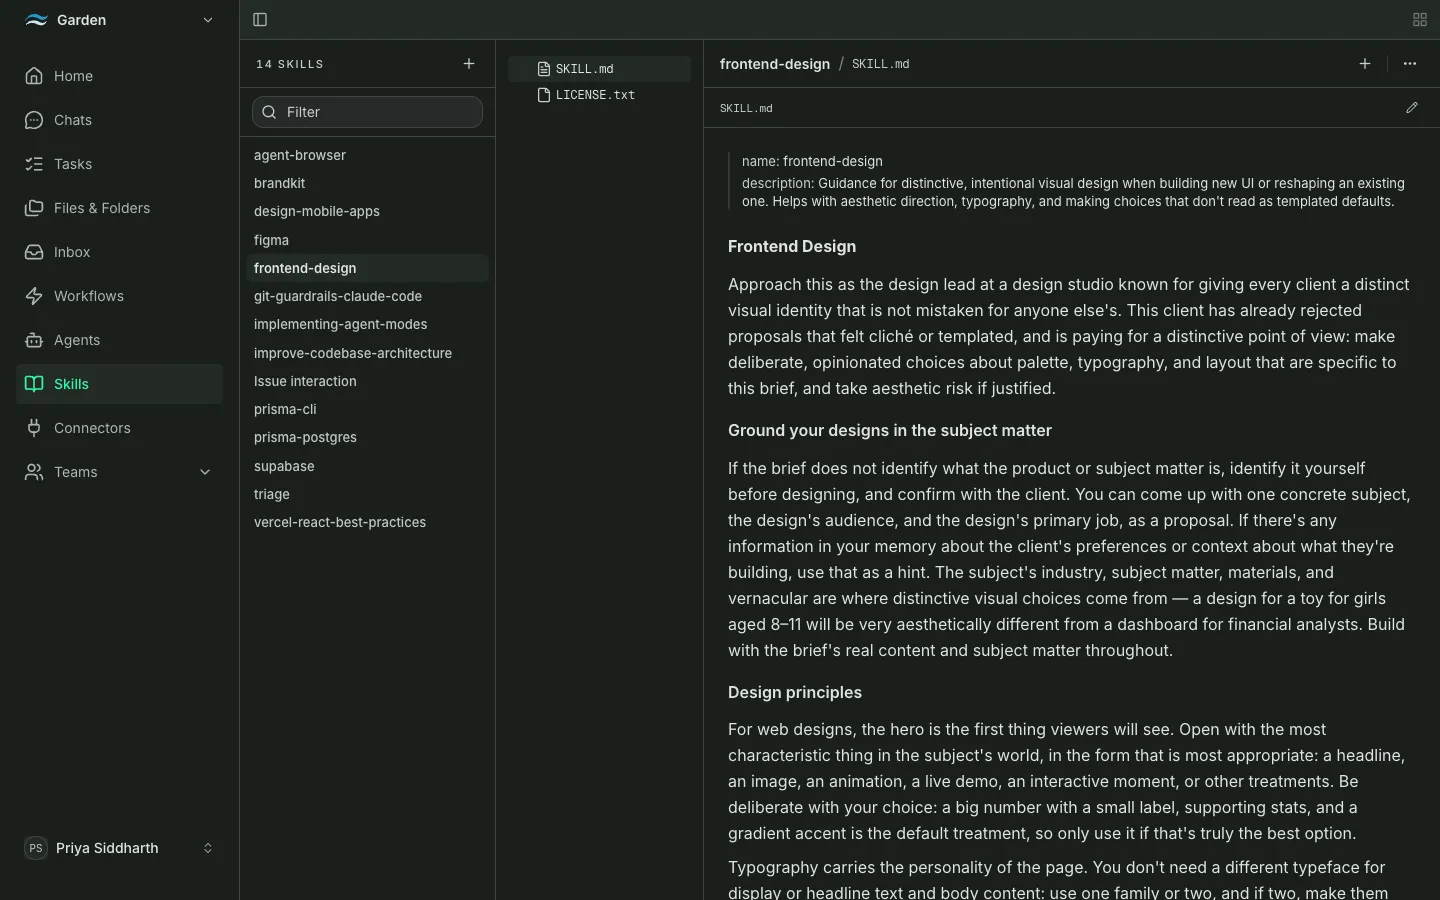 Garden
Home
Chats
Tasks
Files & Folders
Inbox
Workflows
Agents
Skills
Connectors
Teams
PS
Priya Siddharth
14 SKILLS
Filter
agent-browser
brandkit
design-mobile-apps
figma
frontend-design
git-guardrails-claude-code
implementing-agent-modes
improve-codebase-architecture
Issue interaction
prisma-cli
prisma-postgres
supabase
triage
vercel-react-best-practices
SKILL.md
LICENSE.txt
frontend-design / SKILL.md
SKILL.md
name: frontend-design
description: Guidance for distinctive, intentional visual design when building new UI or reshaping an existing
one. Helps with aesthetic direction, typography, and making choices that don't read as templated defaults.
Frontend Design
Approach this as the design lead at a design studio known for giving every client a distinct
visual identity that is not mistaken for anyone else's. This client has already rejected
proposals that felt cliché or templated, and is paying for a distinctive point of view: make
deliberate, opinionated choices about palette, typography, and layout that are specific to
this brief, and take aesthetic risk if justified.
Ground your designs in the subject matter
If the brief does not identify what the product or subject matter is, identify it yourself
before designing, and confirm with the client. You can come up with one concrete subject,
the design's audience, and the design's primary job, as a proposal. If there's any
information in your memory about the client's preferences or context about what they're
building, use that as a hint. The subject's industry, subject matter, materials, and
vernacular are where distinctive visual choices come from — a design for a toy for girls
aged 8–11 will be very aesthetically different from a dashboard for financial analysts. Build
with the brief's real content and subject matter throughout.
Design principles
For web designs, the hero is the first thing viewers will see. Open with the most
characteristic thing in the subject's world, in the form that is most appropriate: a headline,
an image, an animation, a live demo, an interactive moment, or other treatments. Be
deliberate with your choice: a big number with a small label, supporting stats, and a
gradient accent is the default treatment, so only use it if that's truly the best option.
Typography carries the personality of the page. You don't need a different typeface for
display or headline text and body content: use one family or two, and if two, make them